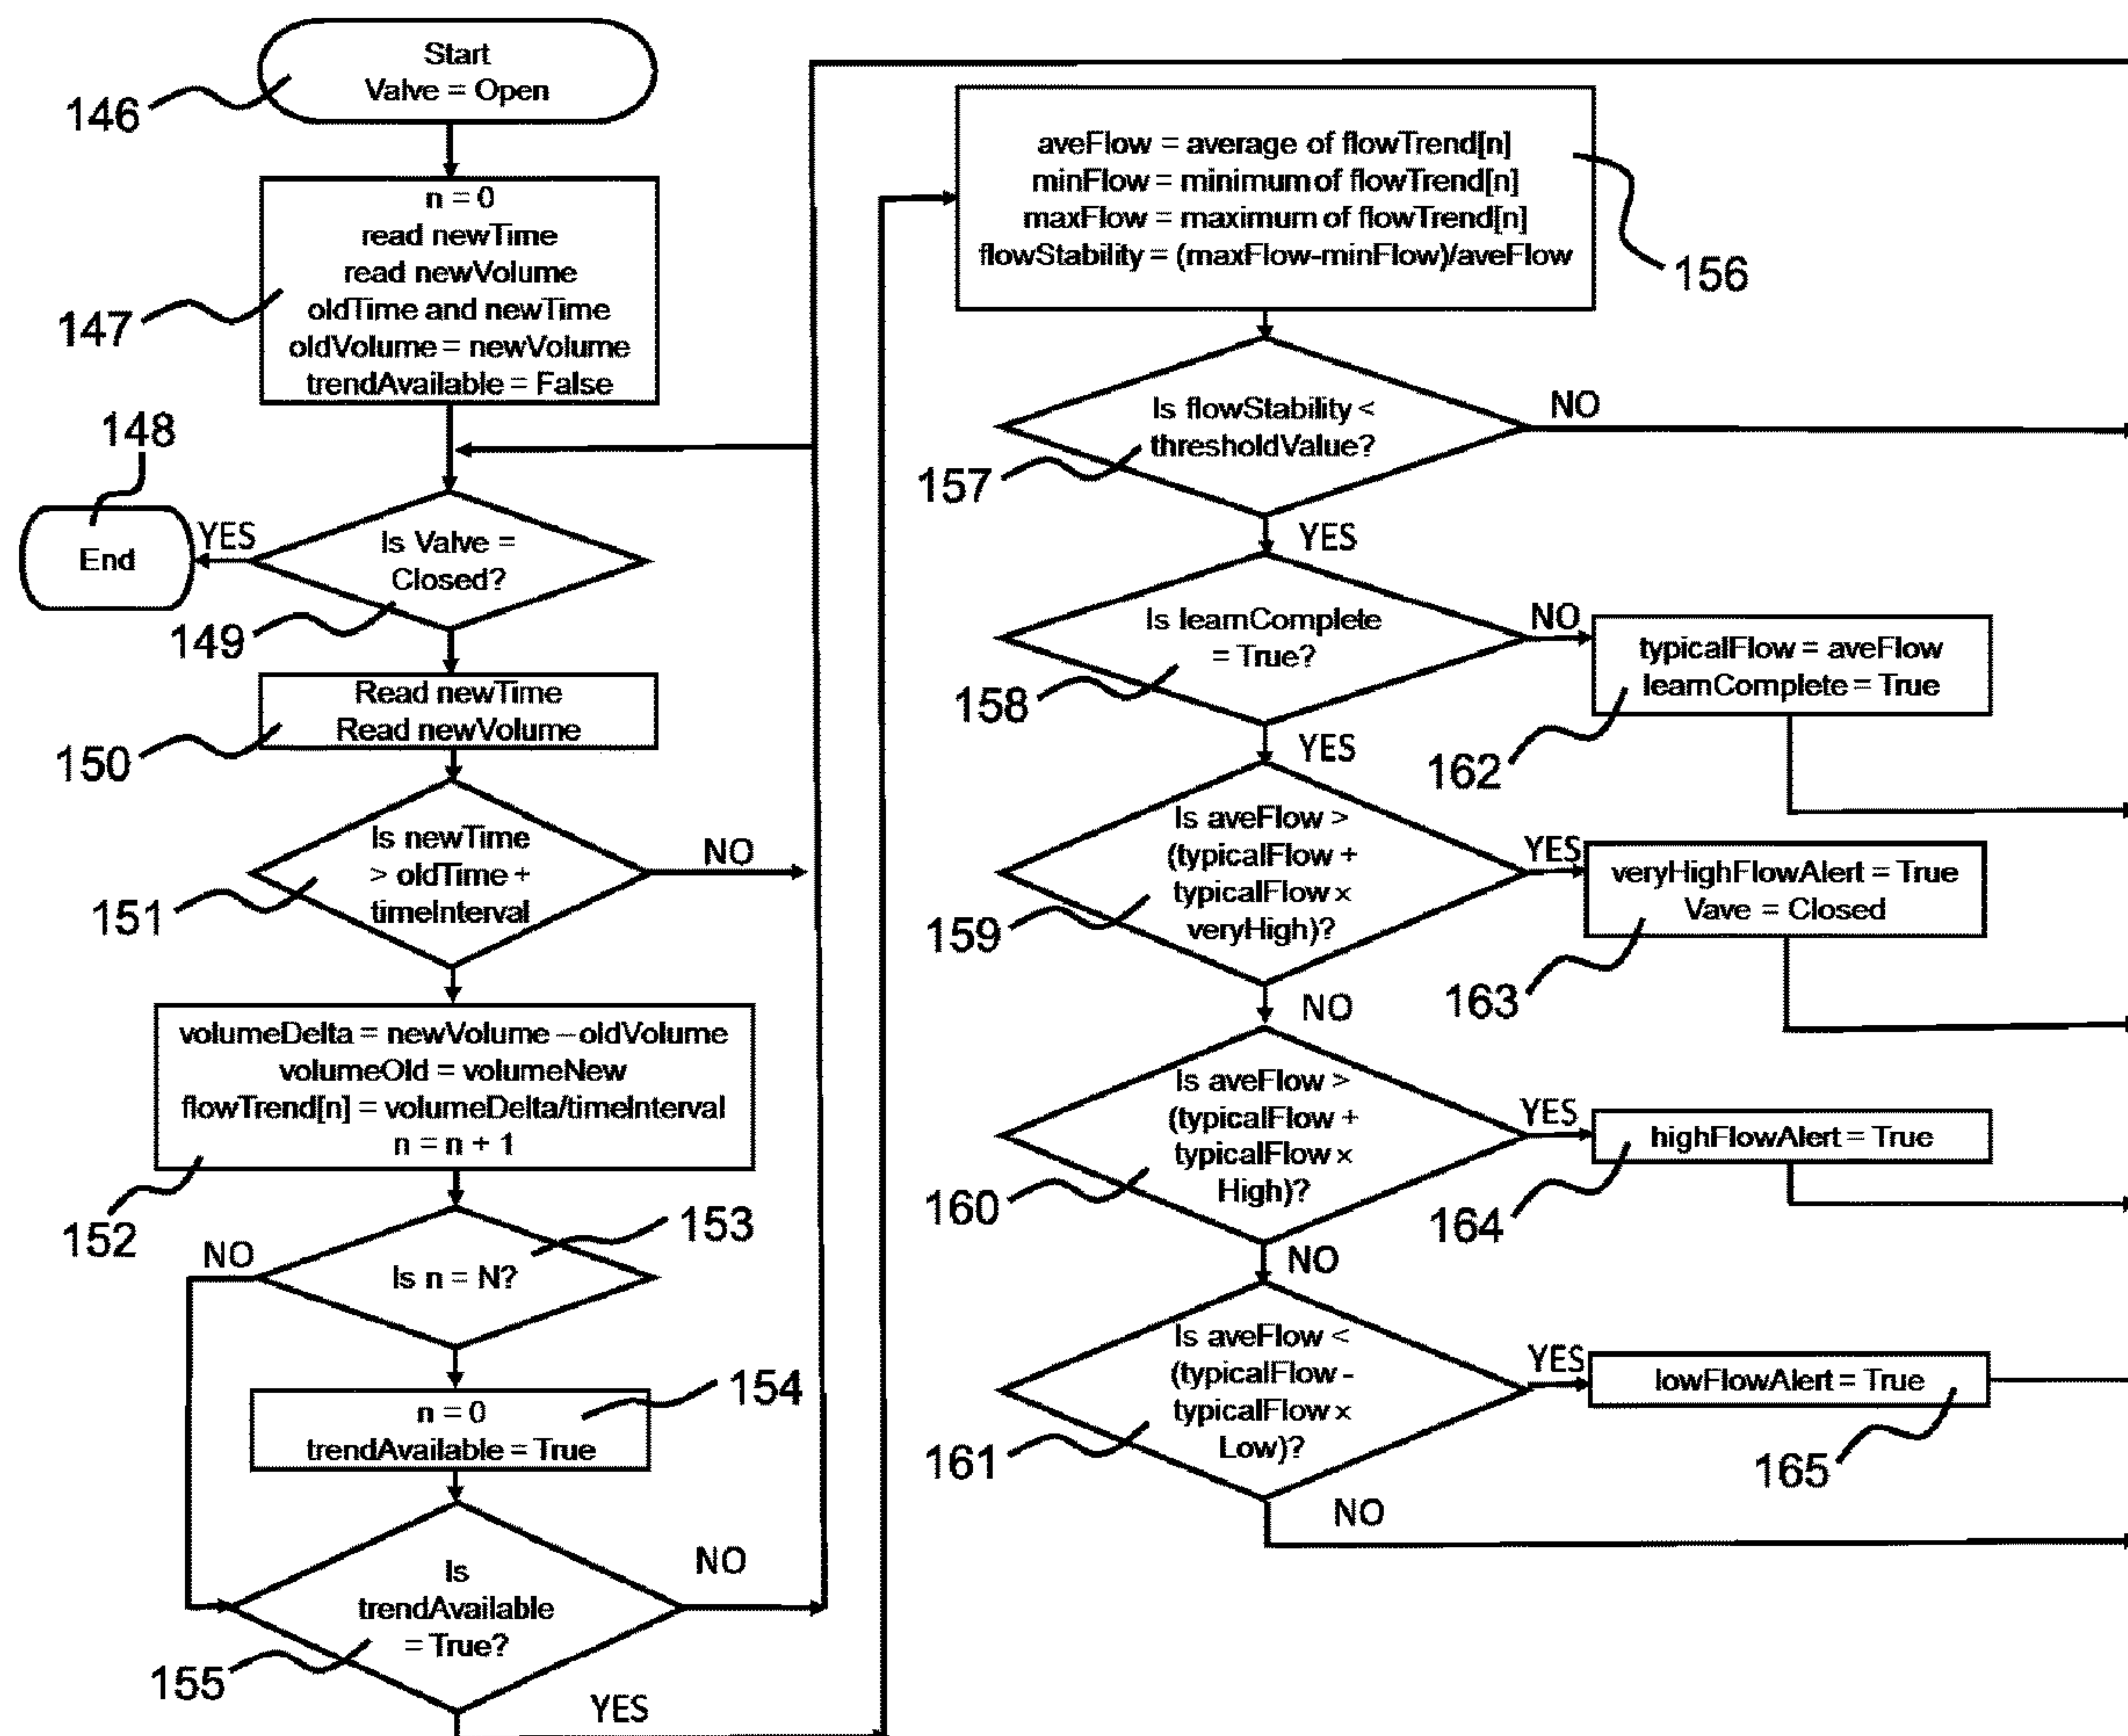 Start
Valve = Open
146
n = 0
read newTime
read newVolume
oldTime and newTime
oldVolume = newVolume
trendAvailable = False
147
148
End
YES
Is Valve =
Closed?
149
Read newTime
Read newVolume
150
Is newTime
> oldTime +
timeInterval
NO
151
volumeDelta = newVolume – oldVolume
volumeOld = volumeNew
flowTrend[n] = volumeDelta/timeInterval
n = n + 1
152
153
NO
Is n = N?
154
n = 0
trendAvailable = True
Is
trendAvailable
= True?
NO
155
YES
aveFlow = average of flowTrend[n]
minFlow = minimum of flowTrend[n]
maxFlow = maximum of flowTrend[n]
flowStability = (maxFlow-minFlow)/aveFlow
156
Is flowStability <
thresholdValue?
NO
157
YES
Is learnComplete
= True?
NO
158
typicalFlow = aveFlow
learnComplete = True
162
YES
Is aveFlow >
(typicalFlow +
typicalFlow x
veryHigh)?
YES
159
veryHighFlowAlert = True
Vave = Closed
163
NO
Is aveFlow >
(typicalFlow +
typicalFlow x
High)?
YES
160
highFlowAlert = True
164
NO
Is aveFlow <
(typicalFlow -
typicalFlow x
Low)?
YES
161
lowFlowAlert = True
165
NO